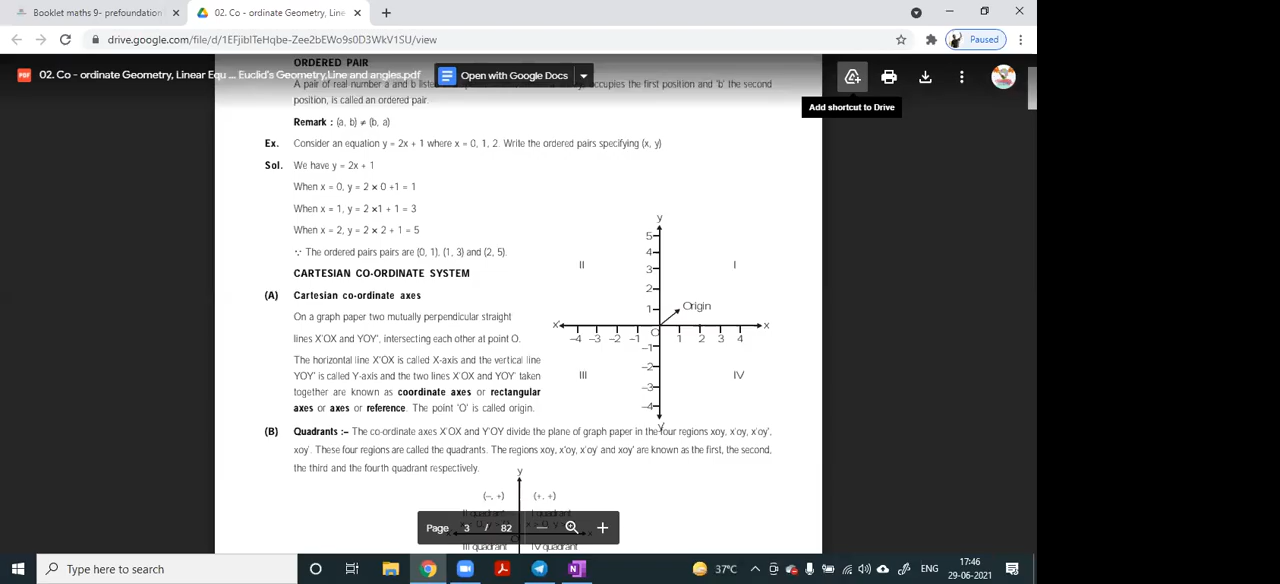 Booklet maths 9- prefoundation
02. Co - ordinate Geometry, Line
drive.google.com/file/d/1EFjiblTeHqbe-Zee2bEWo9s0D3WkV1SU/view
Paused
ORDERED PAIR
02. Co - ordinate Geometry, Linear Equ ... Euclid's Geometry,Line and angles.pdf
Open with Google Docs
A pair of real number a and b liste occupies the first position and 'b' the second
position, is called an ordered pair.
Add shortcut to Drive
Remark : (a, b) ≠ (b, a)
Ex. Consider an equation y = 2x + 1 where x = 0, 1, 2. Write the ordered pairs specifying (x, y)
Sol. We have y = 2x + 1
When x = 0, y = 2 × 0 +1 = 1
When x = 1, y = 2 ×1 + 1 = 3
When x = 2, y = 2 × 2 + 1 = 5
∵ The ordered pairs pairs are (0, 1), (1, 3) and (2, 5).
CARTESIAN CO-ORDINATE SYSTEM
(A) Cartesian co-ordinate axes
On a graph paper two mutually perpendicular straight
lines X'OX and YOY', intersecting each other at point O.
The horizontal line X'OX is called X-axis and the vertical line
YOY' is called Y-axis and the two lines X'OX and YOY' taken
together are known as coordinate axes or rectangular
axes or axes or reference. The point 'O' is called origin.
y
5
4
3
2
1
II
I
Origin
x'
O
x
-4 -3 -2 -1
1 2 3 4
-1
-2
-3
-4
III
IV
y'
(B) Quadrants :– The co-ordinate axes X'OX and Y'OY divide the plane of graph paper in the four regions xoy, x'oy, x'oy',
xoy'. These four regions are called the quadrants. The regions xoy, x'oy, x'oy' and xoy' are known as the first, the second,
the third and the fourth quadrant respectively.
y
(–, +) (+, +)
II quadrant I quadrant
x
III quadrant IV quadrant
Page 3 / 82
Type here to search
37°C
ENG
17:46
29-06-2021